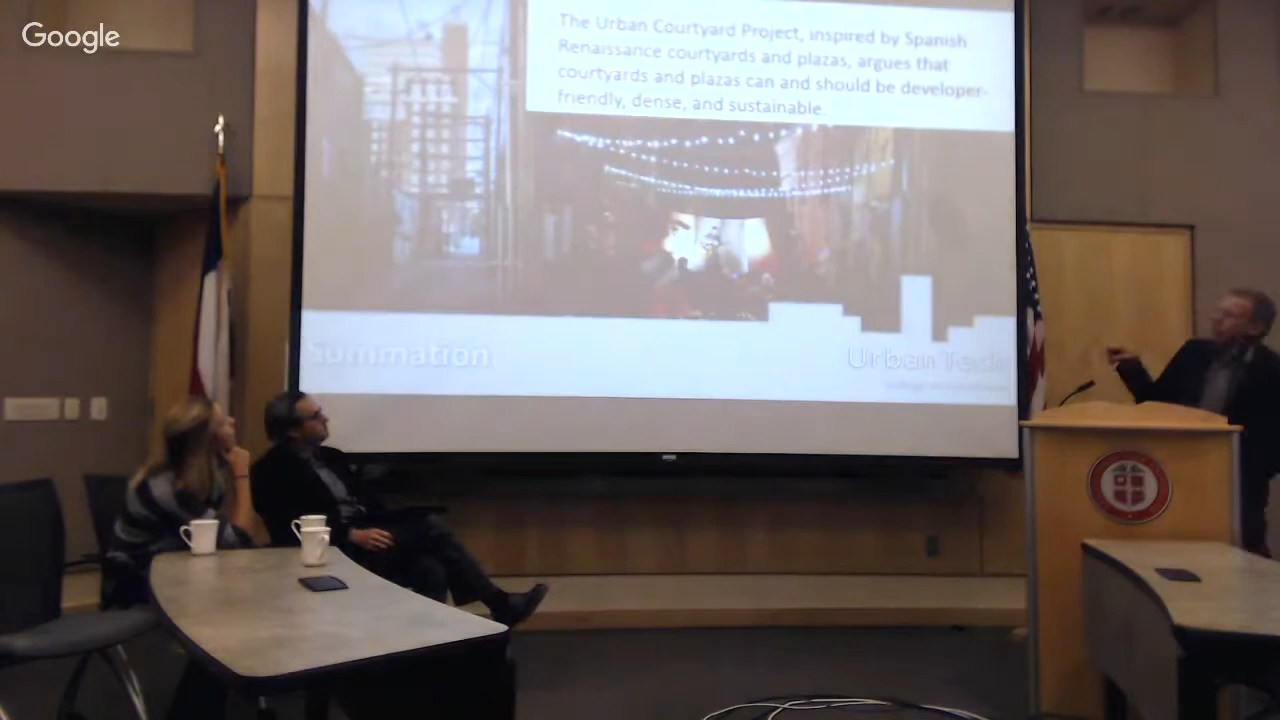 Google
The Urban Courtyard Project, inspired by Spanish
Renaissance courtyards and plazas, argues that
courtyards and plazas can and should be developer-
friendly, dense, and sustainable.
Summation
Urban Tech